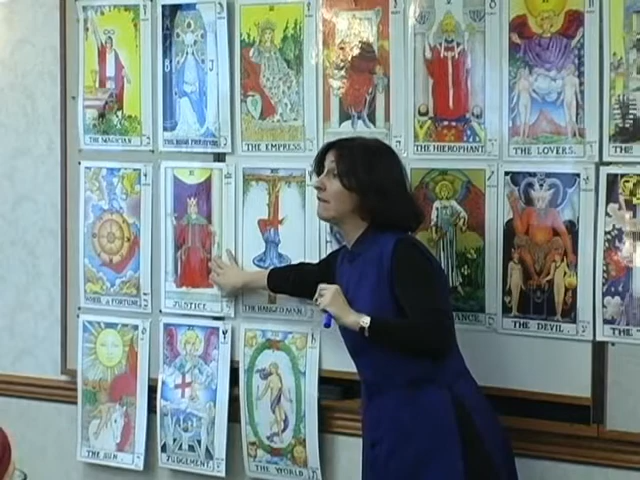 THE MAGICIAN.
THE HIGH PRIESTESS
B
J
THE EMPRESS.
THE HIEROPHANT.
THE LOVERS.
WHEEL of FORTUNE.
JUSTICE.
THE HANGED MAN.
THE DEVIL.
THE SUN.
JUDGEMENT.
THE WORLD.